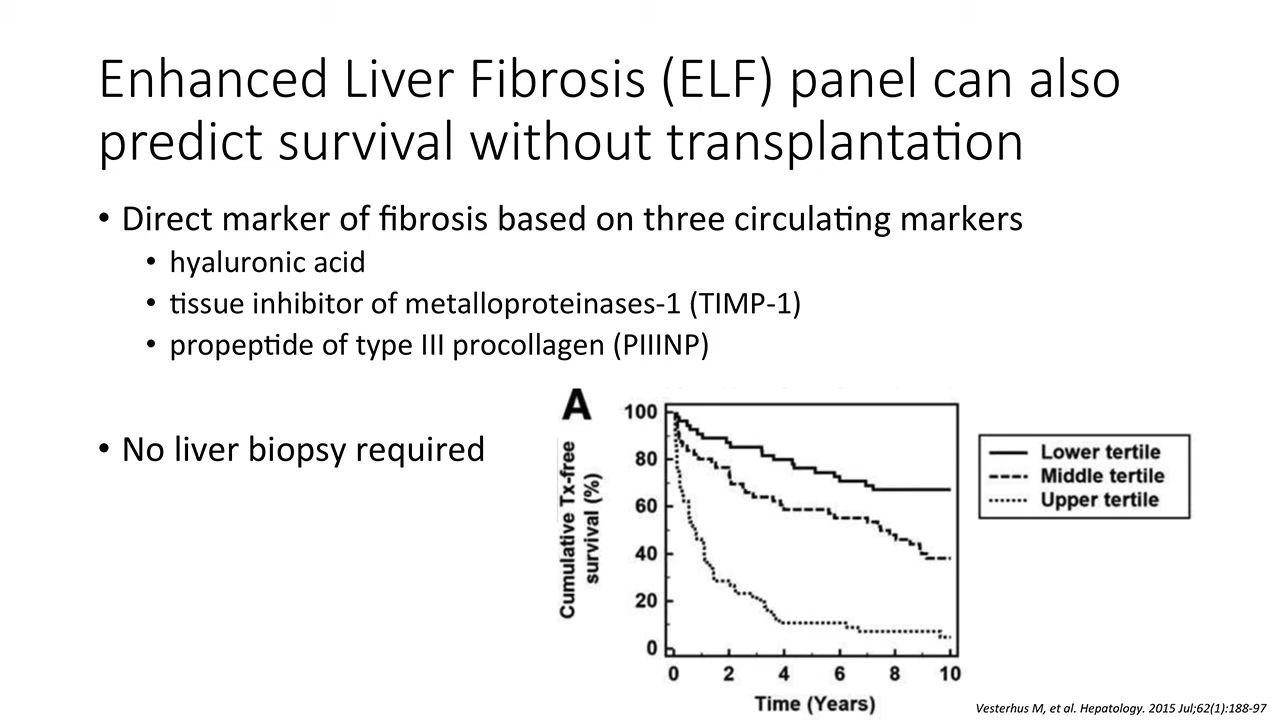 Enhanced Liver Fibrosis (ELF) panel can also
predict survival without transplantation
• Direct marker of fibrosis based on three circulating markers
• hyaluronic acid
• tissue inhibitor of metalloproteinases-1 (TIMP-1)
• propeptide of type III procollagen (PIIINP)
• No liver biopsy required
A
Cumulative Tx-free
survival (%)
100
80
60
40
20
0
0 2 4 6 8 10
Time (Years)
Lower tertile
Middle tertile
Upper tertile
Vesterhus M, et al. Hepatology. 2015 Jul;62(1):188-97